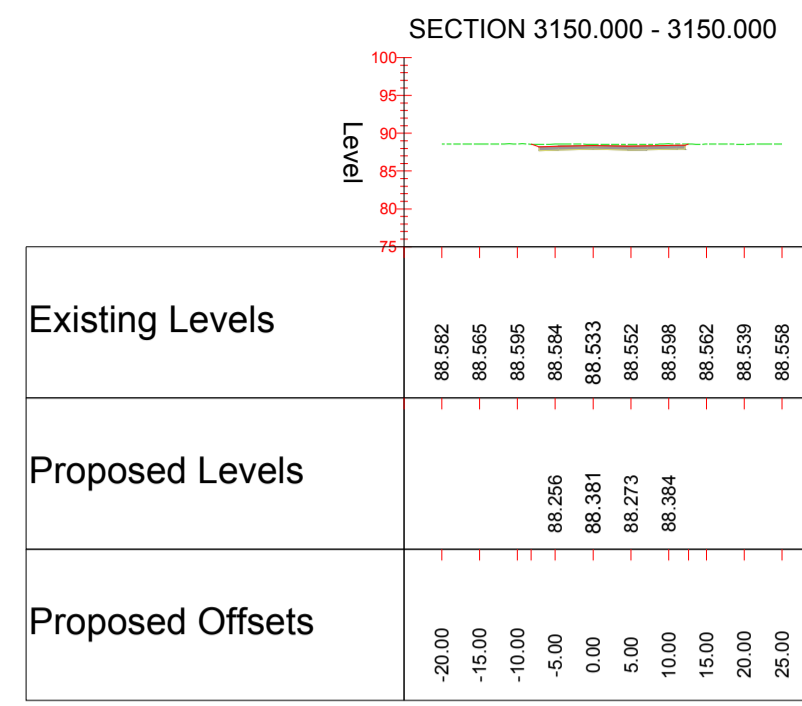 SECTION 3150.000 - 3150.000
100
95
90
85
80
75
Level
Existing Levels
88.582 88.565 88.595 88.584 88.533 88.552 88.598 88.562 88.539 88.558
Proposed Levels
88.256 88.381 88.273 88.384
Proposed Offsets
-20.00 -15.00 -10.00 -5.00 0.00 5.00 10.00 15.00 20.00 25.00